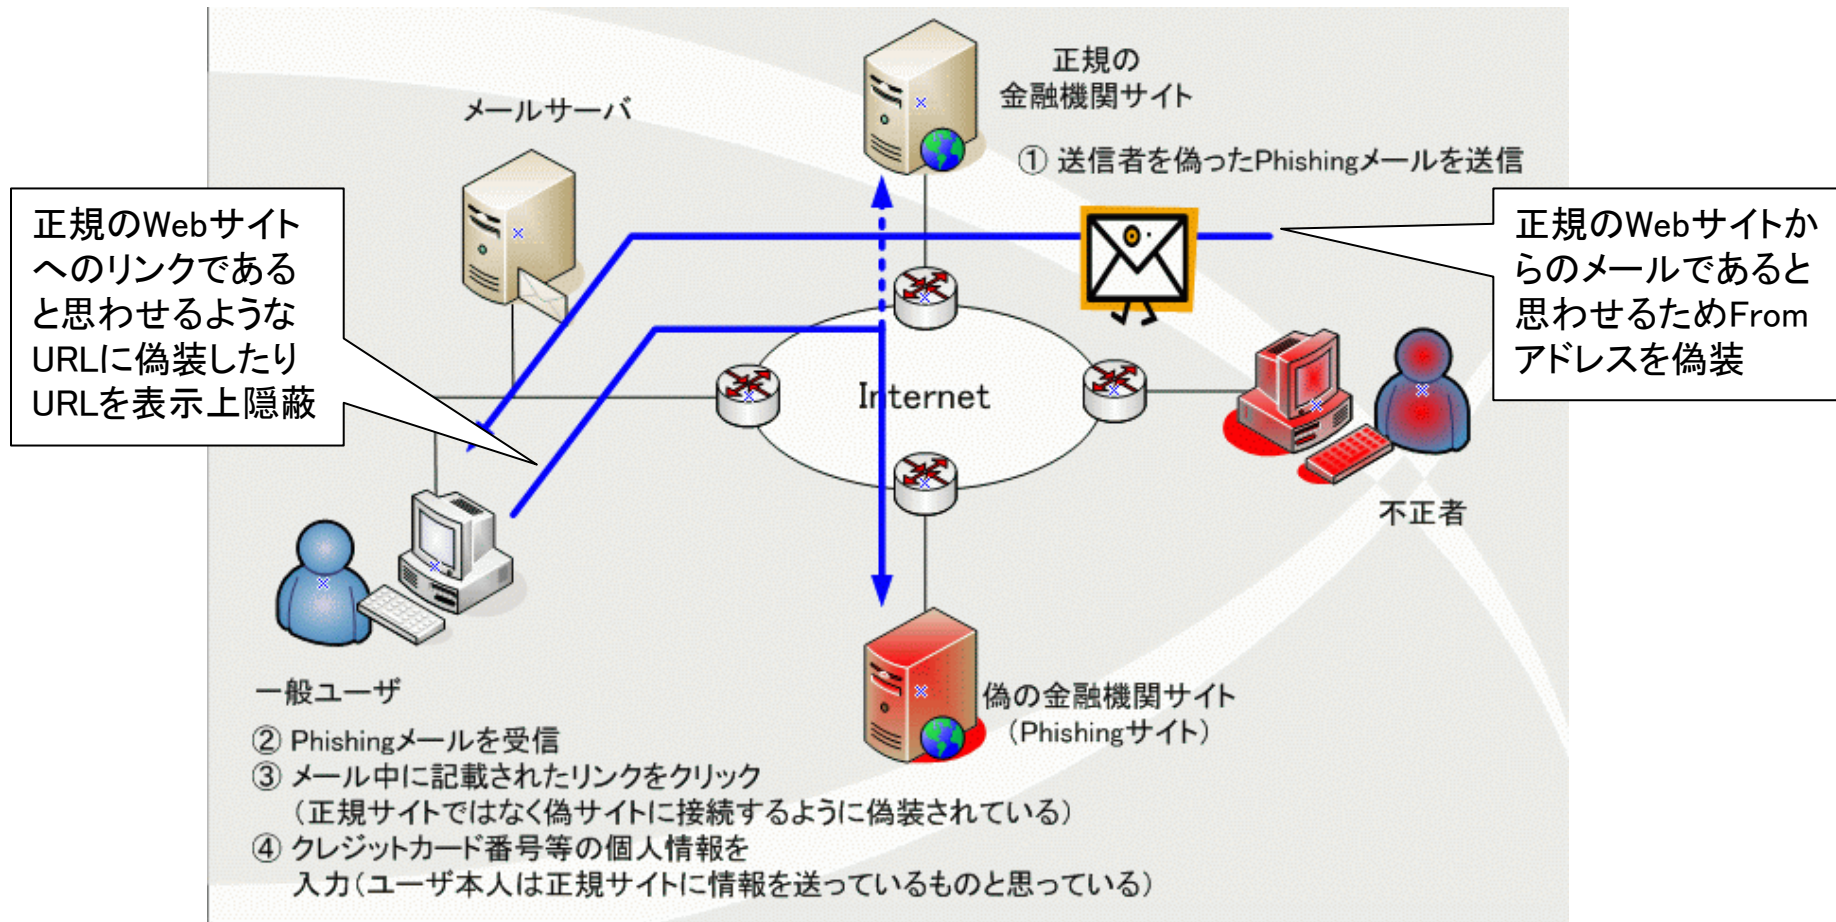 正規の
金融機関サイト
メールサーバ
① 送信者を偽ったPhishingメールを送信
正規のWebサイト
へのリンクである
と思わせるような
URLに偽装したり
URLを表示上隠蔽
正規のWebサイトか
らのメールであると
思わせるためFrom
アドレスを偽装
Internet
不正者
一般ユーザ
偽の金融機関サイト
（Phishingサイト）
② Phishingメールを受信
③ メール中に記載されたリンクをクリック
（正規サイトではなく偽サイトに接続するように偽装されている）
④ クレジットカード番号等の個人情報を
入力（ユーザ本人は正規サイトに情報を送っているものと思っている）